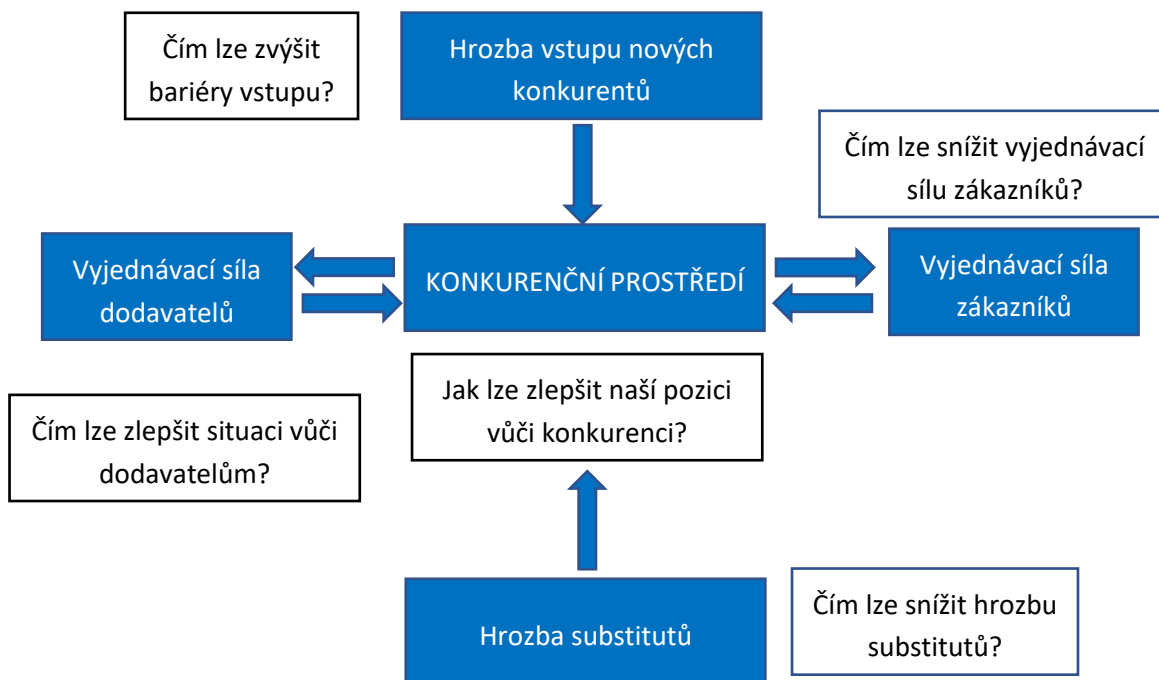 Čím lze zvýšit
bariéry vstupu?
Hrozba vstupu nových
konkurentů
Čím lze snížit vyjednávací
sílu zákazníků?
Vyjednávací síla
dodavatelů
KONKURENČNÍ PROSTŘEDÍ
Vyjednávací síla
zákazníků
Jak lze zlepšit naší pozici
vůči konkurenci?
Čím lze zlepšit situaci vůči
dodavatelům?
Hrozba substitutů
Čím lze snížit hrozbu
substitutů?